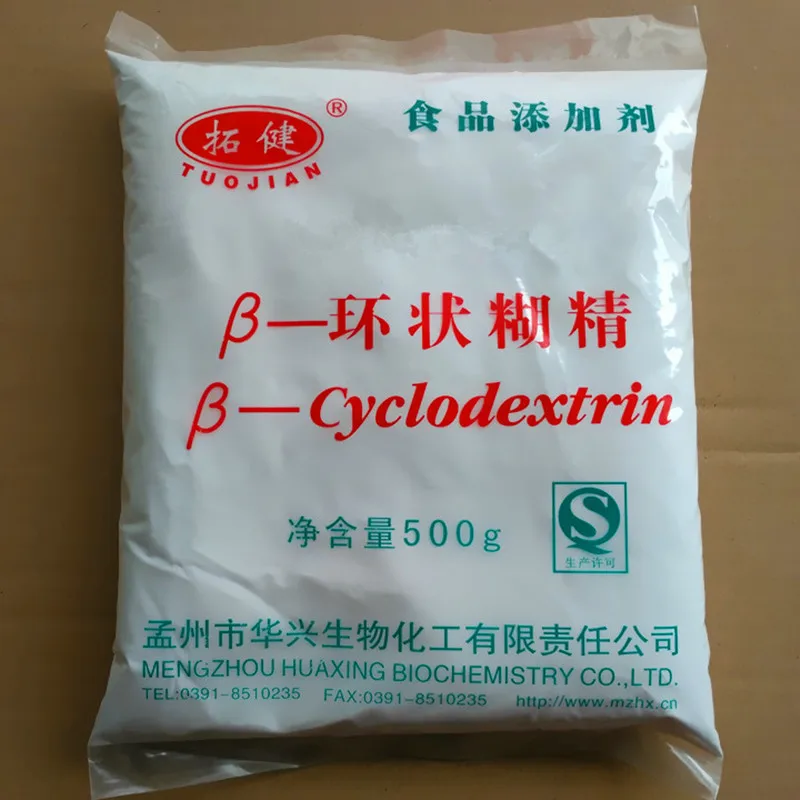 拓健
®
TUOJIAN
食品添加剂
β—环状糊精
β—Cyclodextrin
净含量500g
S
生产许可
孟州市华兴生物化工有限责任公司
MENGZHOU HUAXING BIOCHEMISTRY CO.,LTD.
TEL:0391-8510235 FAX:0391-8510235 http://www.mzhx.cn